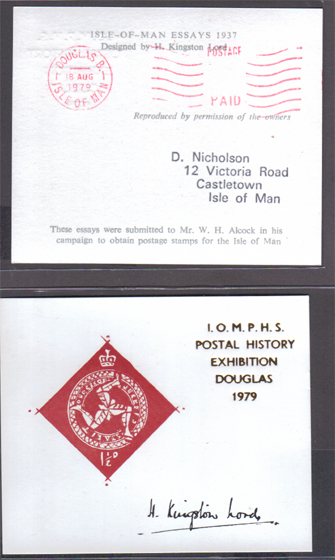 ISLE-OF-MAN ESSAYS 1937
Designed by H. Kingston Lord
DOUGLAS B.
18 AUG
1979
ISLE OF MAN
POSTAGE
PAID
Reproduced by permission of the owners
D. Nicholson
12 Victoria Road
Castletown
Isle of Man
These essays were submitted to Mr. W. H. Alcock in his
campaign to obtain postage stamps for the Isle of Man
I.O.M.P.H.S.
POSTAL HISTORY
EXHIBITION
DOUGLAS
1979
1½D
H. Kingston Lord